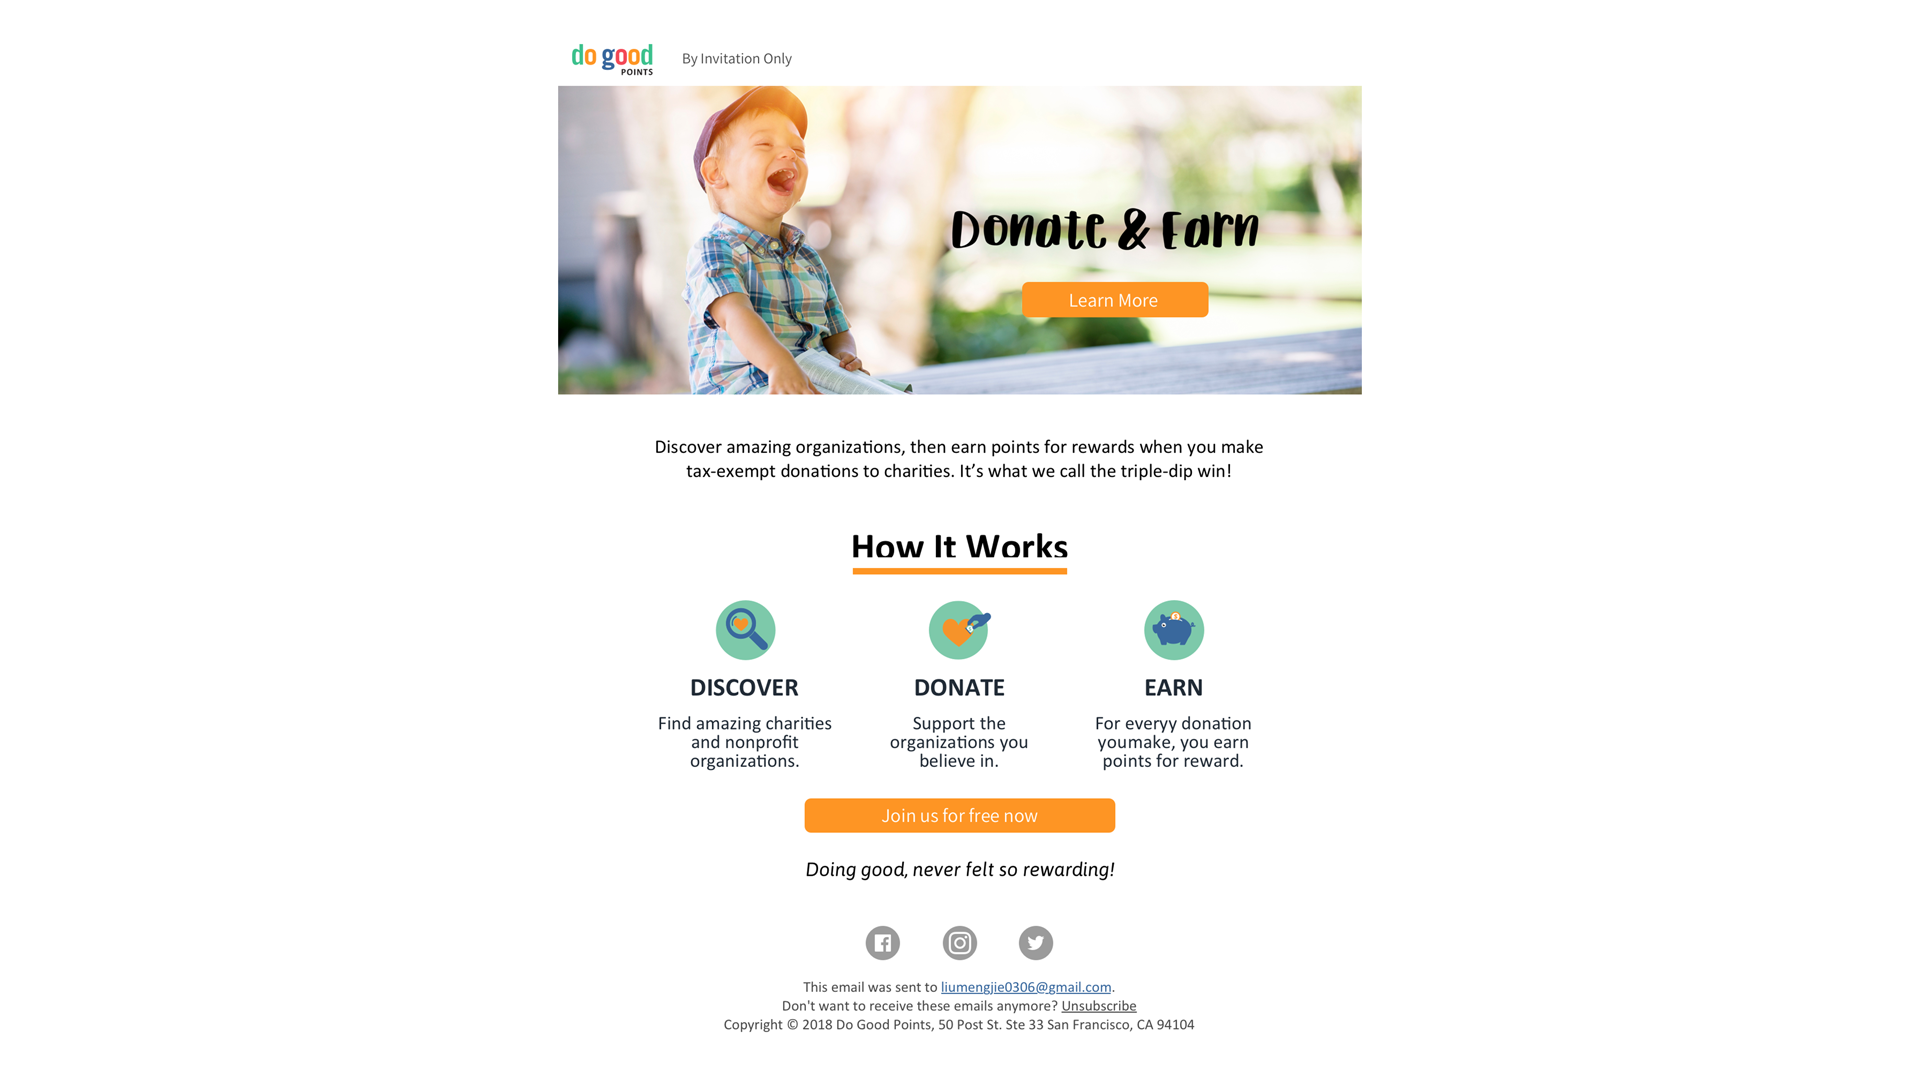 do good
POINTS
By Invitation Only
Donate & Earn
Learn More
Discover amazing organizations, then earn points for rewards when you make
tax-exempt donations to charities. It’s what we call the triple-dip win!
How It Works
DISCOVER
Find amazing charities
and nonprofit
organizations.
DONATE
Support the
organizations you
believe in.
EARN
For everyy donation
youmake, you earn
points for reward.
Join us for free now
Doing good, never felt so rewarding!
This email was sent to liumengjie0306@gmail.com.
Don't want to receive these emails anymore? Unsubscribe
Copyright © 2018 Do Good Points, 50 Post St. Ste 33 San Francisco, CA 94104